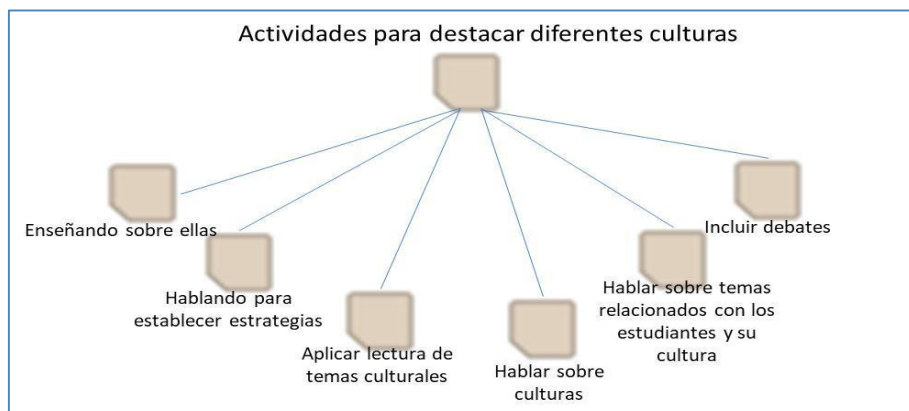 Actividades para destacar diferentes culturas
Enseñando sobre ellas
Hablando para
establecer estrategias
Aplicar lectura de
temas culturales
Hablar sobre
culturas
Hablar sobre temas
relacionados con los
estudiantes y su
cultura
Incluir debates